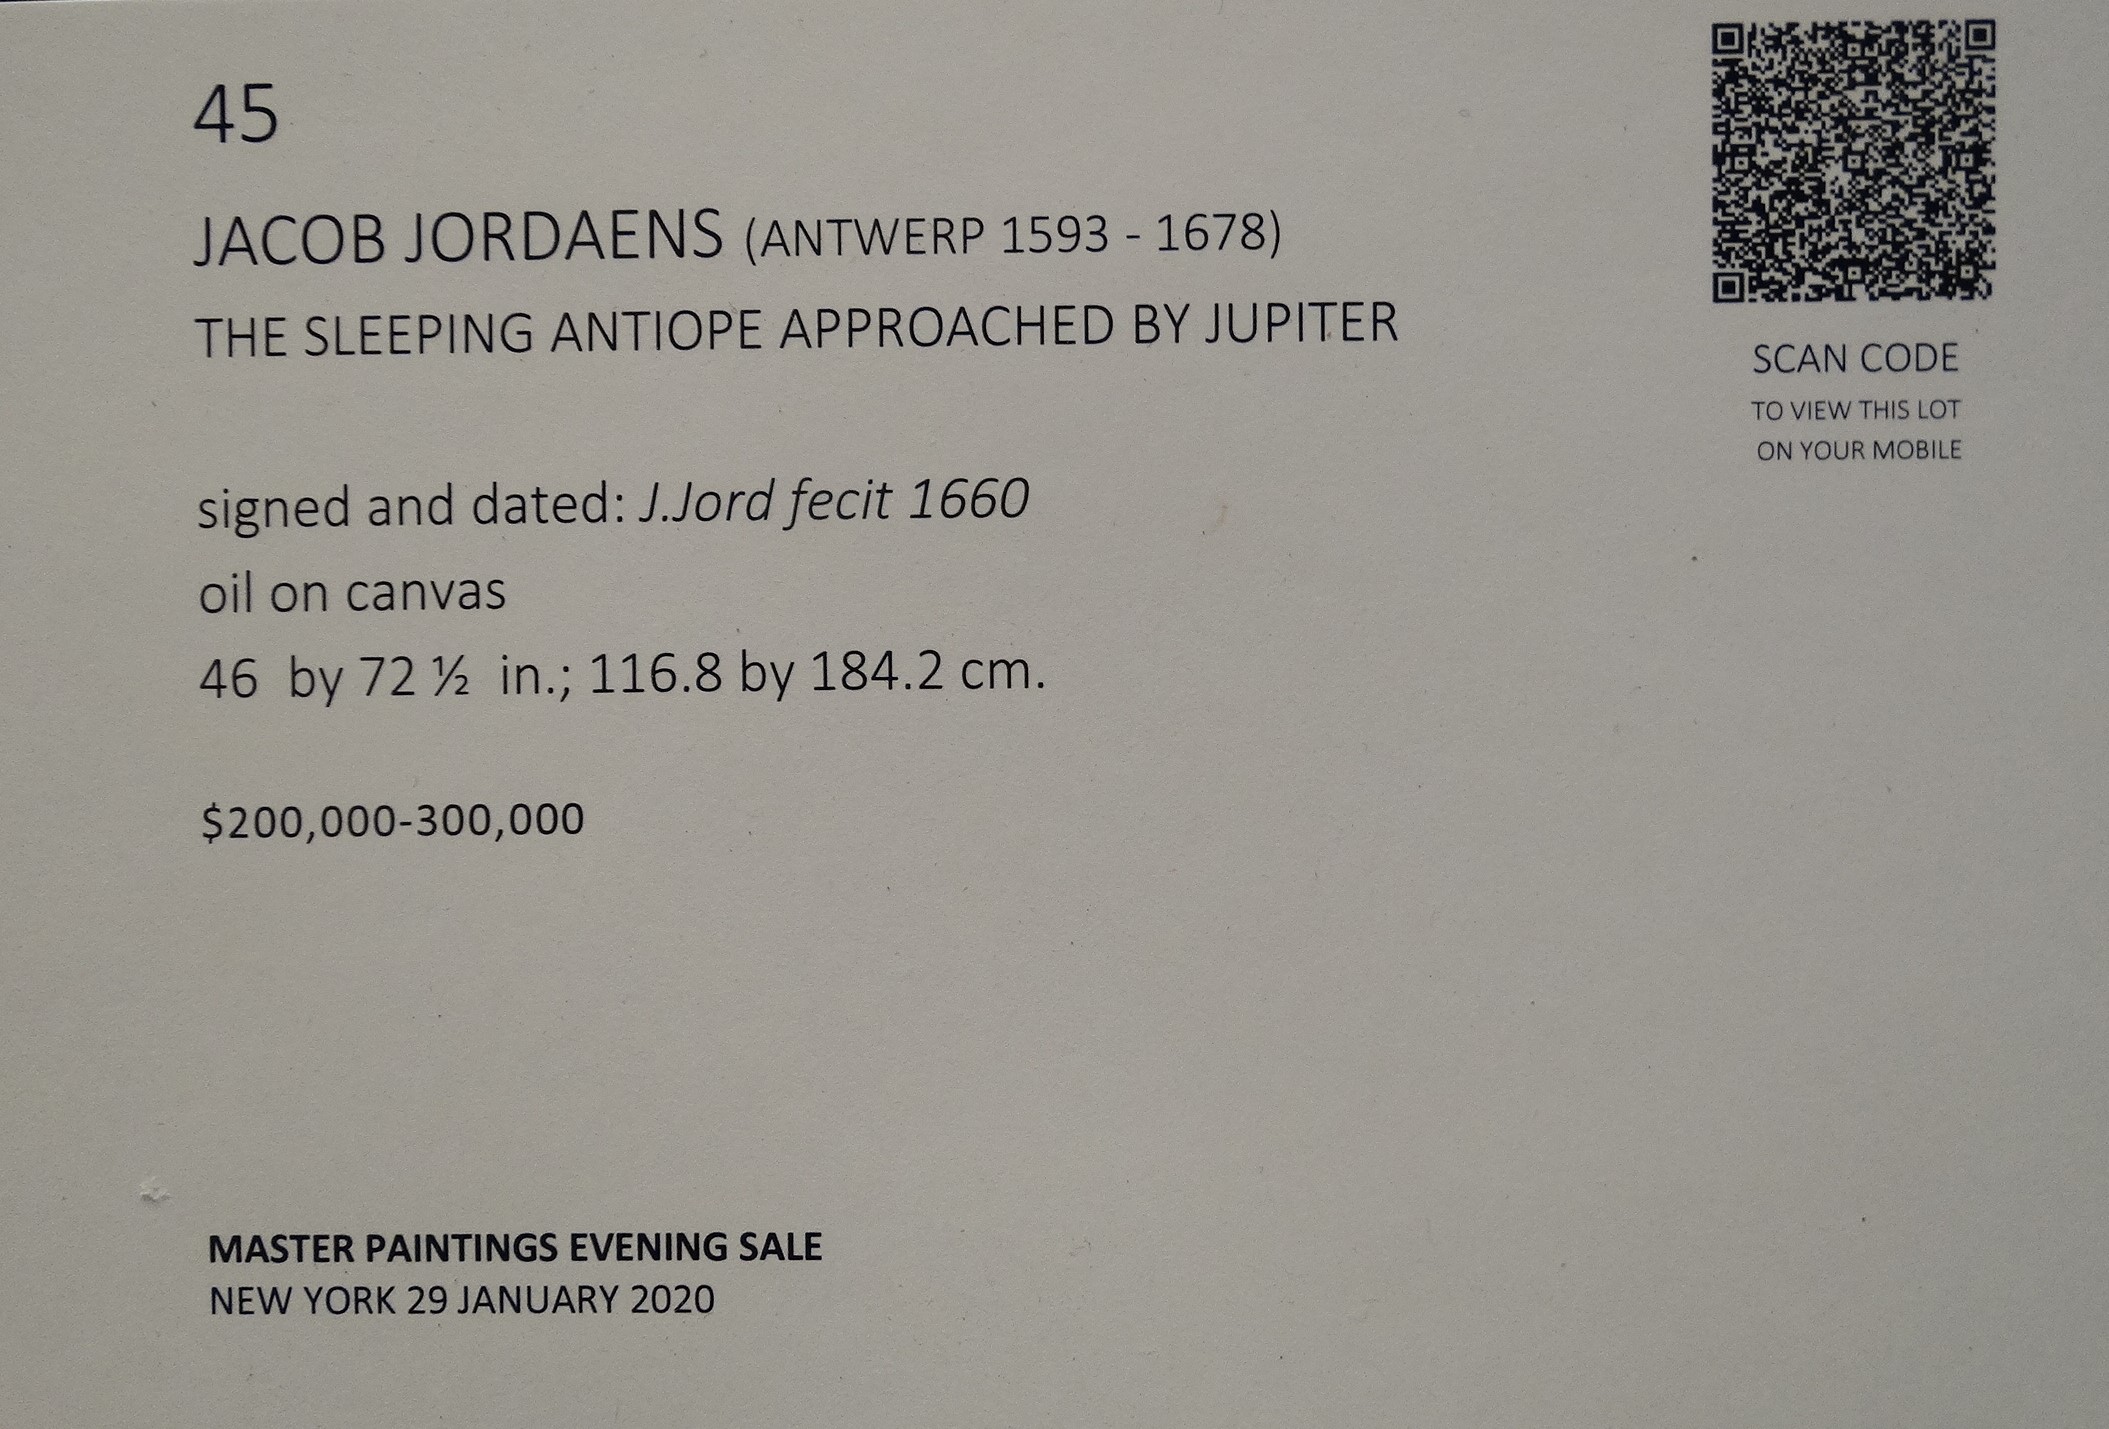 45
JACOB JORDAENS (ANTWERP 1593 - 1678)
THE SLEEPING ANTIOPE APPROACHED BY JUPITER
signed and dated: J.Jord fecit 1660
oil on canvas
46 by 72 ½ in.; 116.8 by 184.2 cm.
$200,000-300,000
MASTER PAINTINGS EVENING SALE
NEW YORK 29 JANUARY 2020
SCAN CODE
TO VIEW THIS LOT
ON YOUR MOBILE